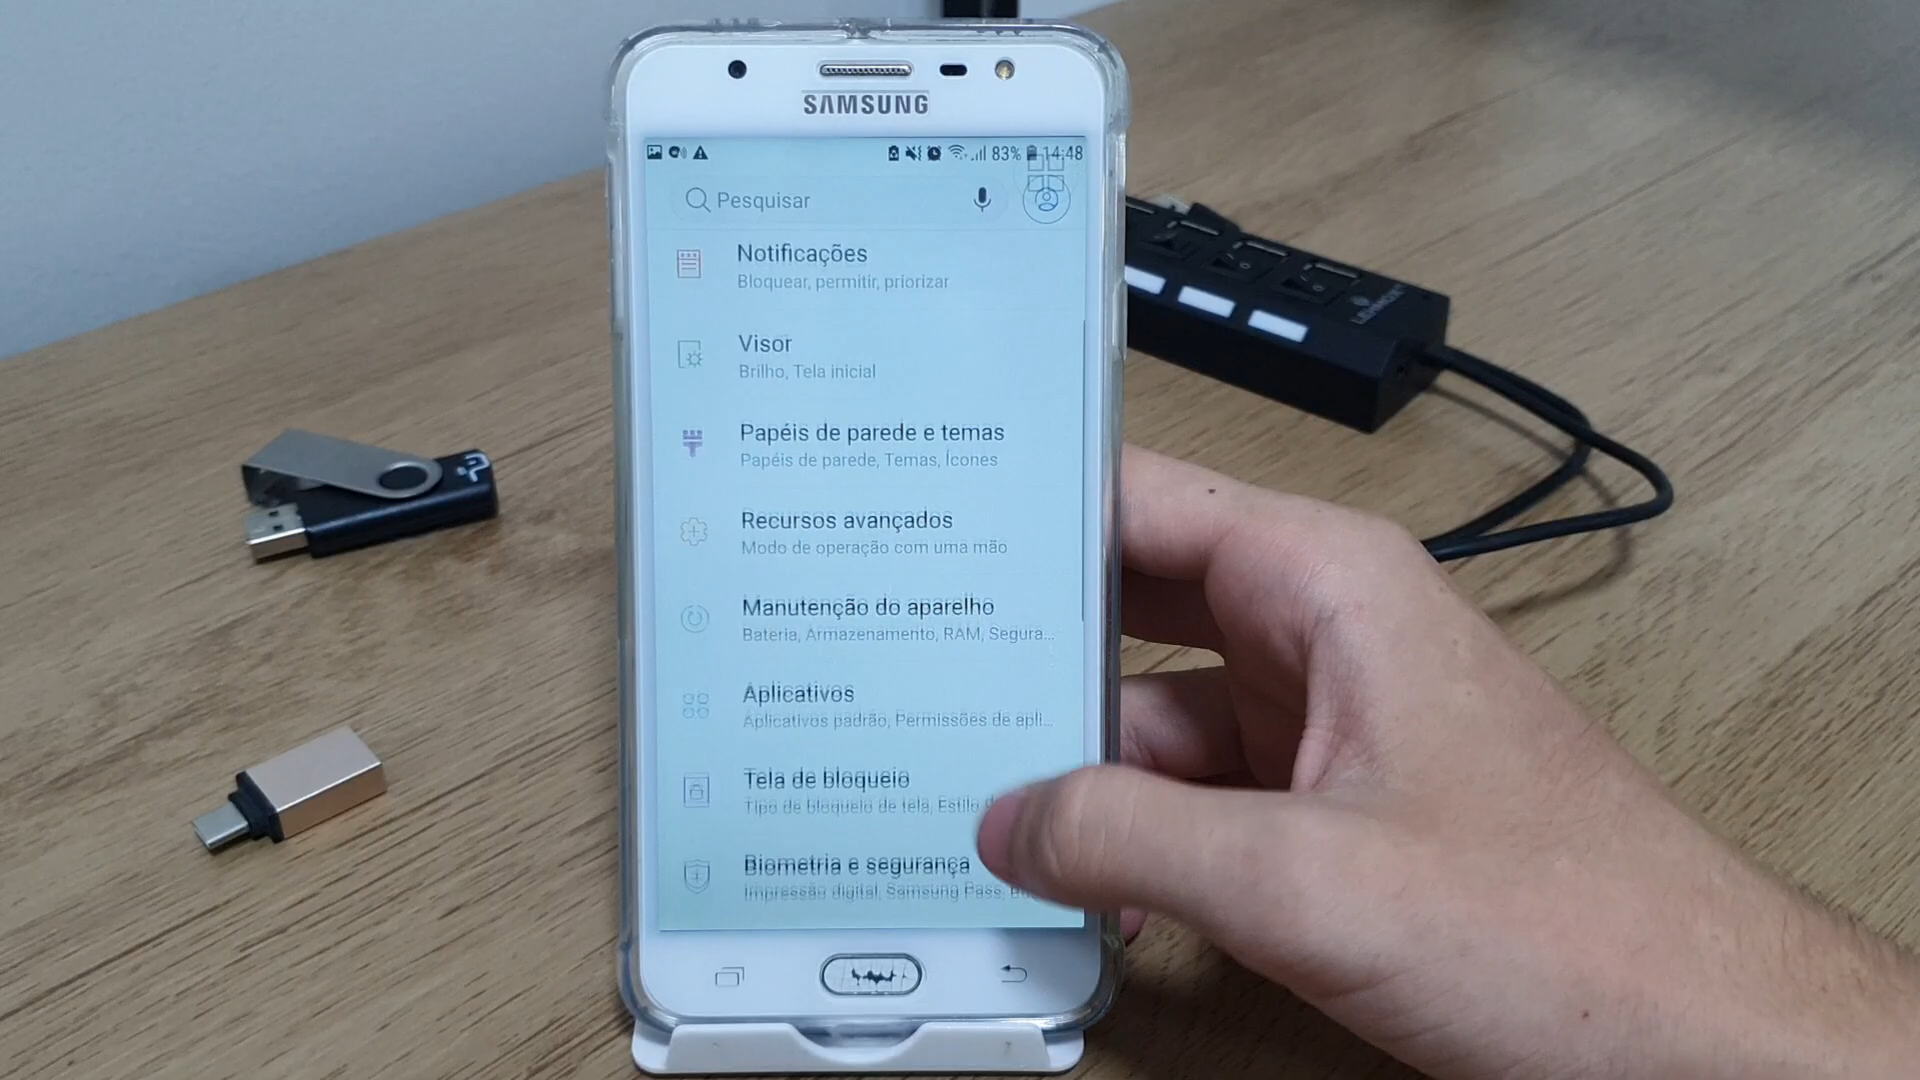 SAMSUNG
83% 14:48
Pesquisar
Notificações
Bloquear, permitir, priorizar
Visor
Brilho, Tela inicial
Papéis de parede e temas
Papéis de parede, Temas, Ícones
Recursos avançados
Modo de operação com uma mão
Manutenção do aparelho
Bateria, Armazenamento, RAM, Segura...
Aplicativos
Aplicativos padrão, Permissões de apli...
Tela de bloqueio
Tipo de bloqueio de tela, Estilo d
Biometria e segurança
Impressão digital, Samsung Pass,